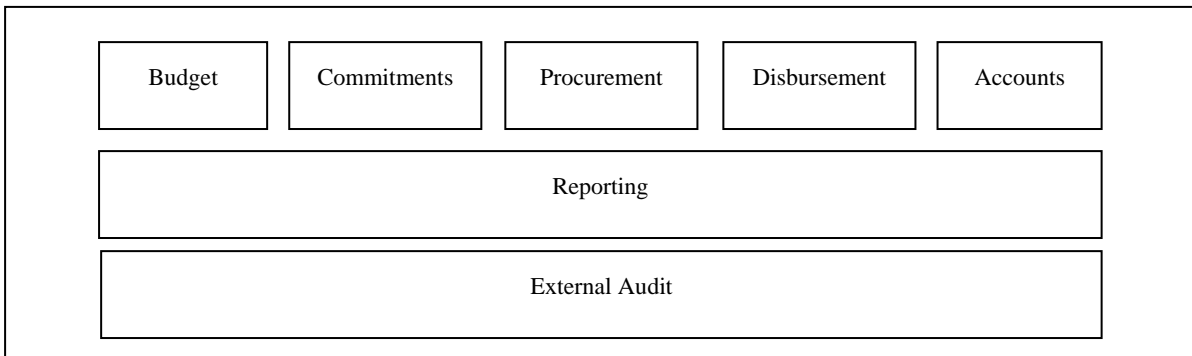 Budget Commitments Procurement Disbursement Accounts
Reporting
External Audit